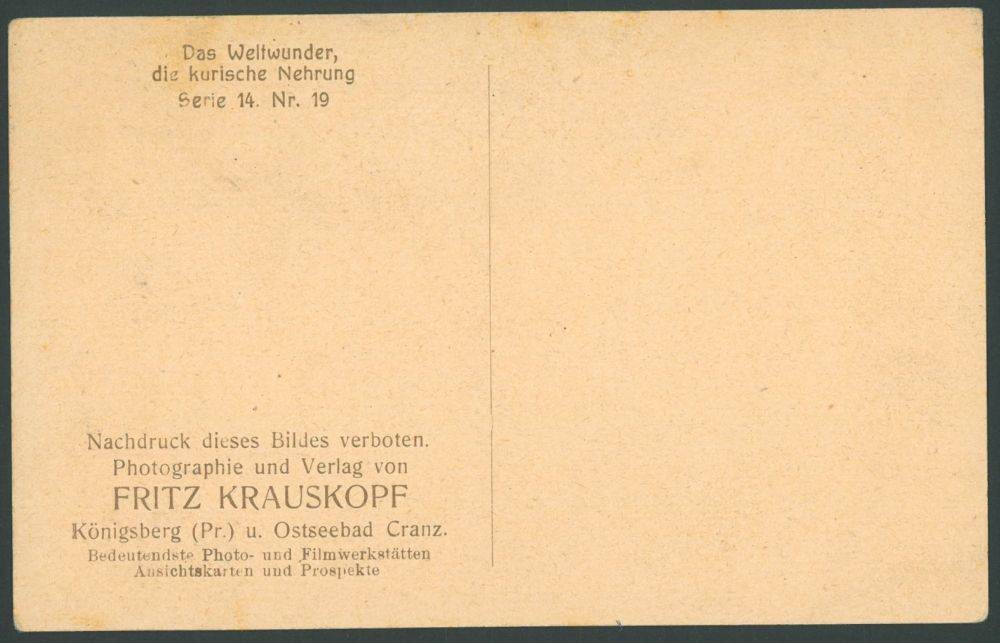 Das Weltwunder,
die kurische Nehrung
Serie 14. Nr. 19
Nachdruck dieses Bildes verboten.
Photographie und Verlag von
FRITZ KRAUSKOPF
Königsberg (Pr.) u. Ostseebad Cranz.
Bedeutendste Photo- und Filmwerkstätten
Ansichtskarten und Prospekte